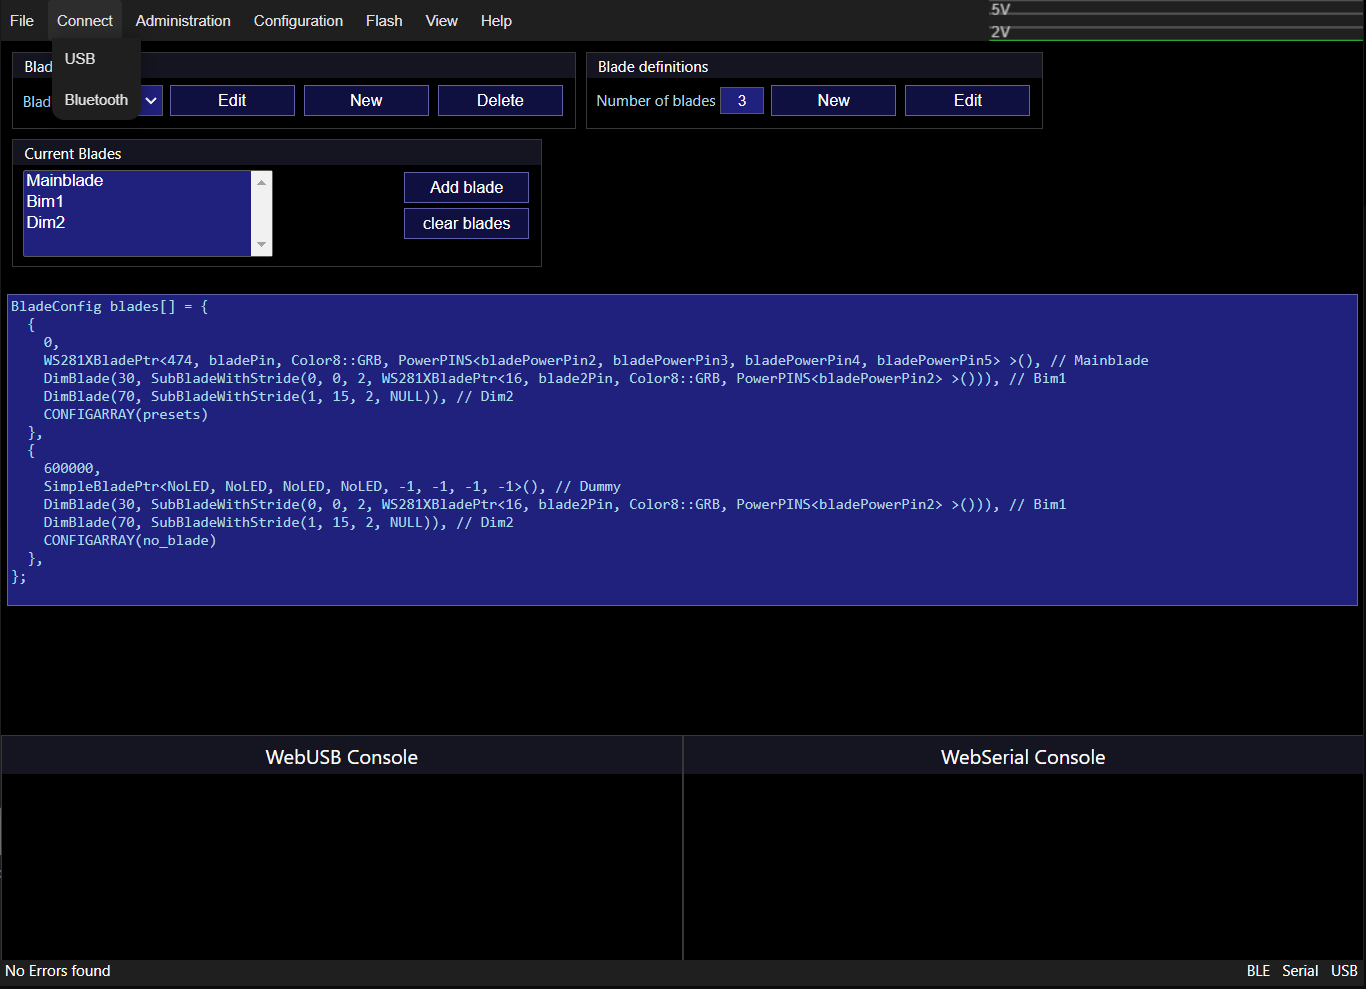 File Connect Administration Configuration Flash View Help
5V
2V
USB
Bluetooth
Blad
Blad
Edit New Delete
Blade definitions
Number of blades 3 New Edit
Current Blades
Mainblade
Bim1
Dim2
Add blade
clear blades
BladeConfig blades[] = {
  {
    0,
    WS281XBladePtr<474, bladePin, Color8::GRB, PowerPINS<bladePowerPin2, bladePowerPin3, bladePowerPin4, bladePowerPin5> >(), // Mainblade
    DimBlade(30, SubBladeWithStride(0, 0, 2, WS281XBladePtr<16, blade2Pin, Color8::GRB, PowerPINS<bladePowerPin2> >())), // Bim1
    DimBlade(70, SubBladeWithStride(1, 15, 2, NULL)), // Dim2
    CONFIGARRAY(presets)
  },
  {
    600000,
    SimpleBladePtr<NoLED, NoLED, NoLED, NoLED, -1, -1, -1, -1>(), // Dummy
    DimBlade(30, SubBladeWithStride(0, 0, 2, WS281XBladePtr<16, blade2Pin, Color8::GRB, PowerPINS<bladePowerPin2> >())), // Bim1
    DimBlade(70, SubBladeWithStride(1, 15, 2, NULL)), // Dim2
    CONFIGARRAY(no_blade)
  },
};
WebUSB Console
WebSerial Console
No Errors found
BLE Serial USB